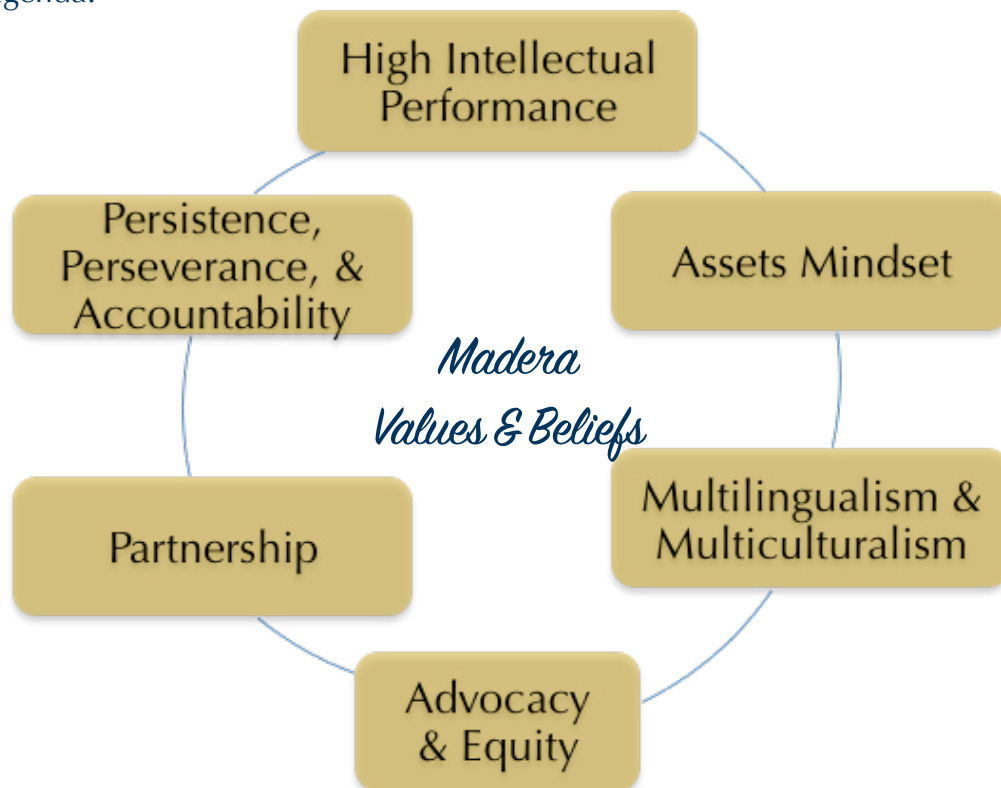 High Intellectual
Performance
Assets Mindset
Multilingualism &
Multiculturalism
Advocacy
& Equity
Partnership
Persistence,
Perseverance, &
Accountability
Madera
Values & Beliefs